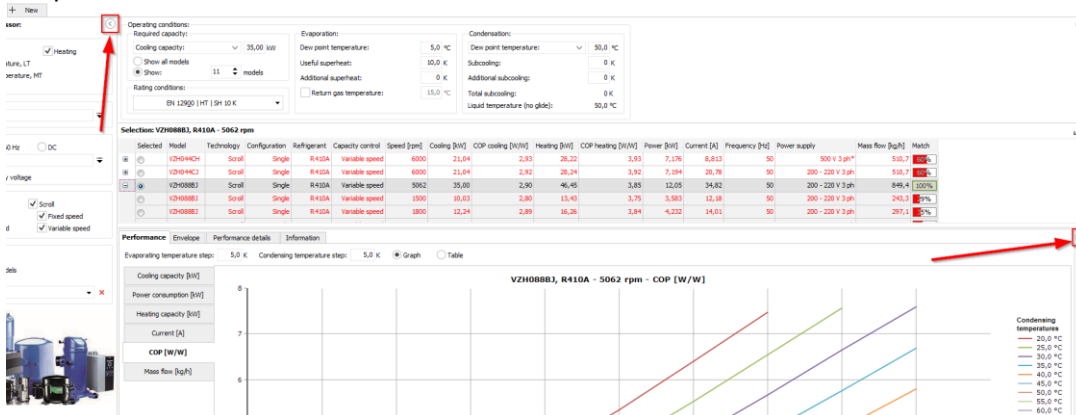 + New
ssor:
Heating
ature, LT
perature, MT
50 Hz DC
y voltage
Scroll
Fixed speed
d Variable speed
dels
Operating conditions:
Required capacity:
Cooling capacity: 35,00 kW
Show all models
Show: 11 models
Rating conditions:
EN 12900 | HT | SH 10 K
Evaporation:
Dew point temperature: 5,0 °C
Useful superheat: 10,0 K
Additional superheat: 0 K
Return gas temperature: 15,0 °C
Condensation:
Dew point temperature: 50,0 °C
Subcooling: 0 K
Additional subcooling: 0 K
Total subcooling: 0 K
Liquid temperature (no glide): 50,0 °C
Selection: VZH088BJ, R410A - 5062 rpm
Selected Model Technology Configuration Refrigerant Capacity control Speed [rpm] Cooling [kW] COP cooling [W/W] Heating [kW] COP heating [W/W] Power [kW] Current [A] Frequency [Hz] Power supply Mass flow [kg/h] Match
VZH044CH Scroll Single R410A Variable speed 6000 21,04 2,93 28,22 3,93 7,176 8,813 50 500 V 3 ph* 510,7 60%
VZH044CJ Scroll Single R410A Variable speed 6000 21,04 2,92 28,24 3,92 7,194 20,78 50 200 - 220 V 3 ph 510,7 60%
VZH088BJ Scroll Single R410A Variable speed 5062 35,00 2,90 46,45 3,85 12,05 34,82 50 200 - 220 V 3 ph 849,4 100%
VZH088BJ Scroll Single R410A Variable speed 1500 10,03 2,80 13,43 3,75 3,583 12,18 50 200 - 220 V 3 ph 243,3 29%
VZH088BJ Scroll Single R410A Variable speed 1800 12,24 2,89 16,26 3,84 4,232 14,01 50 200 - 220 V 3 ph 297,1 35%
Performance Envelope Performance details Information
Evaporating temperature step: 5,0 K Condensing temperature step: 5,0 K Graph Table
Cooling capacity [kW]
Power consumption [kW]
Heating capacity [kW]
Current [A]
COP [W/W]
Mass flow [kg/h]
VZH088BJ, R410A - 5062 rpm - COP [W/W]
8
7
6
Condensing
temperatures
20,0 °C
25,0 °C
30,0 °C
35,0 °C
40,0 °C
45,0 °C
50,0 °C
55,0 °C
60,0 °C